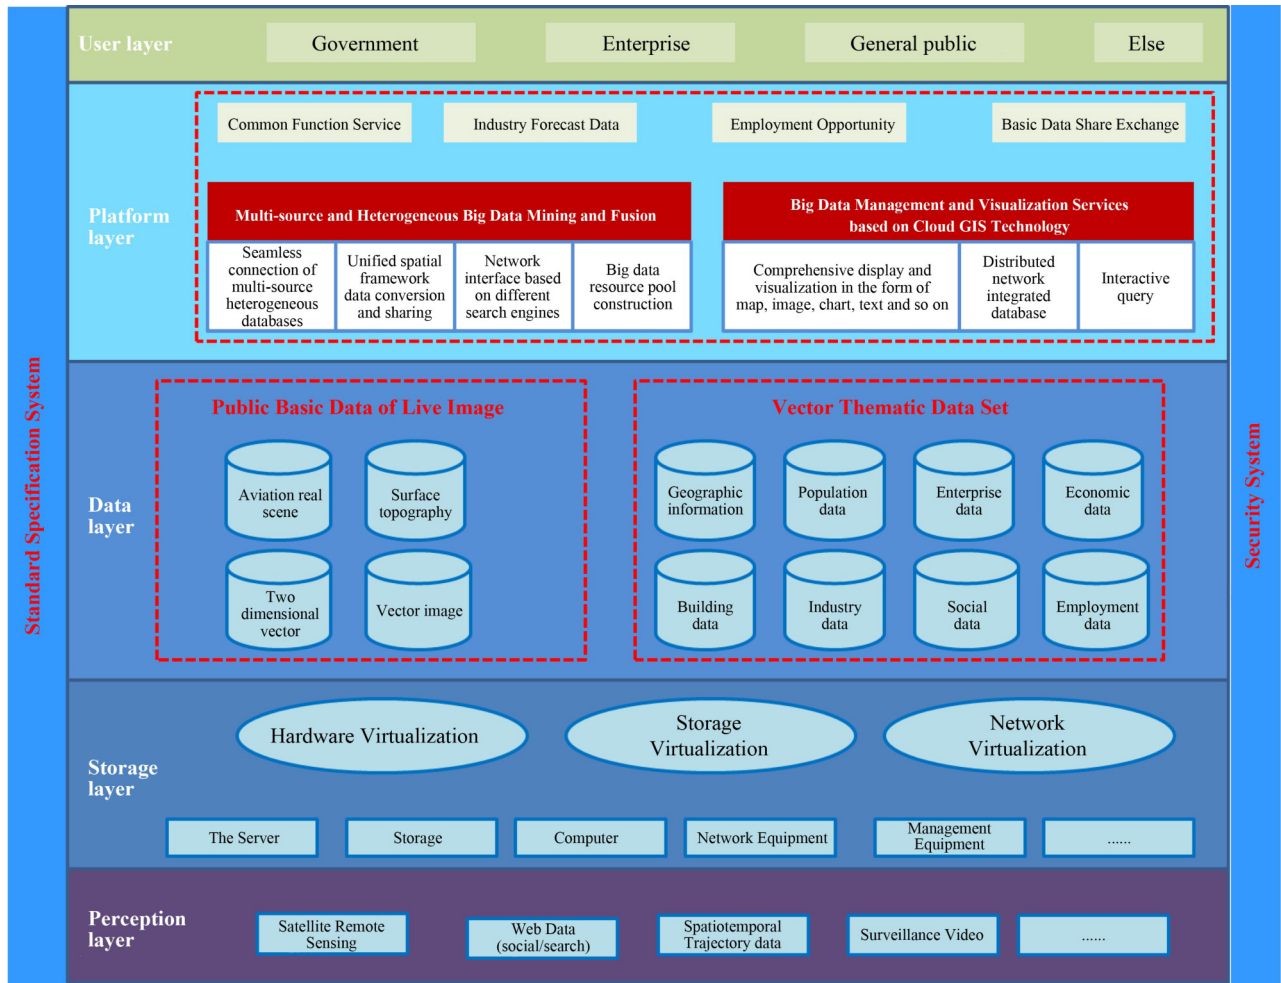 User layer
Government
Enterprise
General public
Else
Platform
layer
Common Function Service
Industry Forecast Data
Employment Opportunity
Basic Data Share Exchange
Multi-source and Heterogeneous Big Data Mining and Fusion
Seamless
connection of
multi-source
heterogeneous
databases
Unified spatial
framework
data conversion
and sharing
Network
interface based
on different
search engines
Big data
resource pool
construction
Big Data Management and Visualization Services
based on Cloud GIS Technology
Comprehensive display and
visualization in the form of
map, image, chart, text and so on
Distributed
network
integrated
database
Interactive
query
Standard Specification System
Security System
Data
layer
Public Basic Data of Live Image
Aviation real
scene
Surface
topography
Two
dimensional
vector
Vector image
Vector Thematic Data Set
Geographic
information
Population
data
Enterprise
data
Economic
data
Building
data
Industry
data
Social
data
Employment
data
Storage
layer
Hardware Virtualization
Storage
Virtualization
Network
Virtualization
The Server
Storage
Computer
Network Equipment
Management
Equipment
......
Perception
layer
Satellite Remote
Sensing
Web Data
(social/search)
Spatiotemporal
Trajectory data
Surveillance Video
......